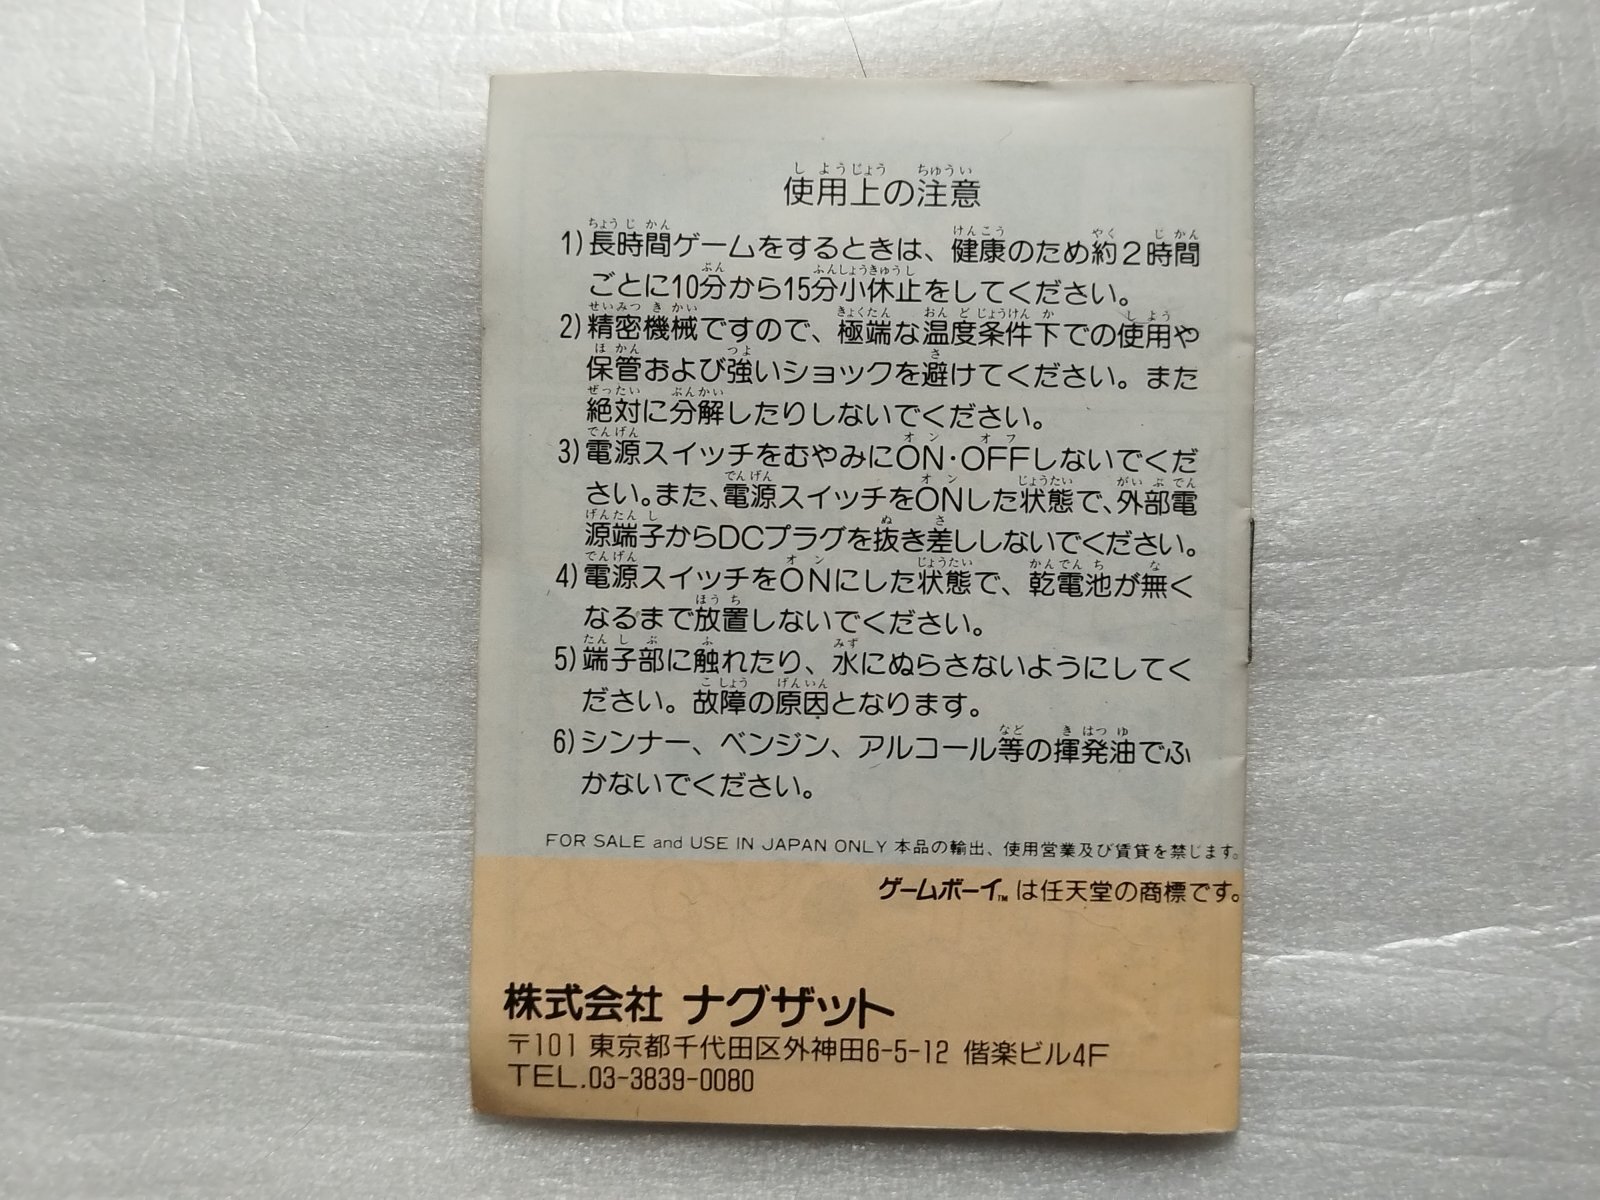 使用上の注意
1)長時間ゲームをするときは、健康のため約2時間
ごとに10分から15分小休止をしてください。
2)精密機械ですので、極端な温度条件下での使用や
保管および強いショックを避けてください。また
絶対に分解したりしないでください。
3)電源スイッチをむやみにON・OFFしないでくだ
さい。また、電源スイッチをONした状態で、外部電
源端子からDCプラグを抜き差ししないでください。
4)電源スイッチをONにした状態で、乾電池が無く
なるまで放置しないでください。
5)端子部に触れたり、水にぬらさないようにしてく
ださい。故障の原因となります。
6)シンナー、ベンジン、アルコール等の揮発油でふ
かないでください。
FOR SALE and USE IN JAPAN ONLY 本品の輸出、使用営業及び賃貸を禁じます。
ゲームボーイ™は任天堂の商標です。
株式会社 ナグザット
〒101 東京都千代田区外神田6-5-12 偕楽ビル4F
TEL.03-3839-0080